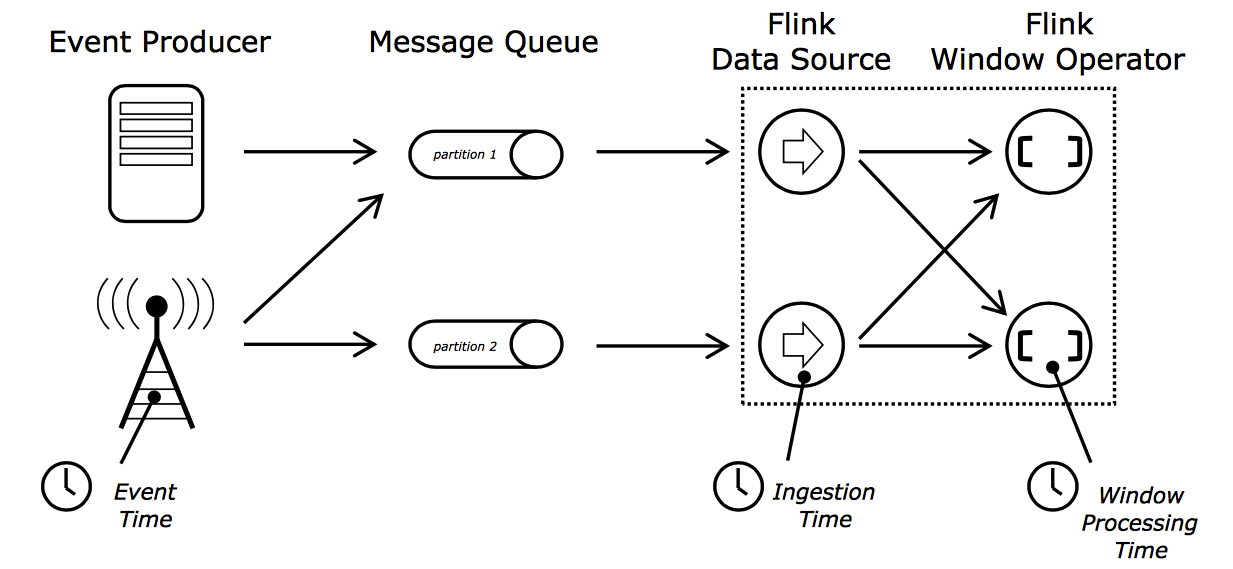 Event Producer
Message Queue
Flink
Data Source
Flink
Window Operator
partition 1
partition 2
Event
Time
Ingestion
Time
Window
Processing
Time